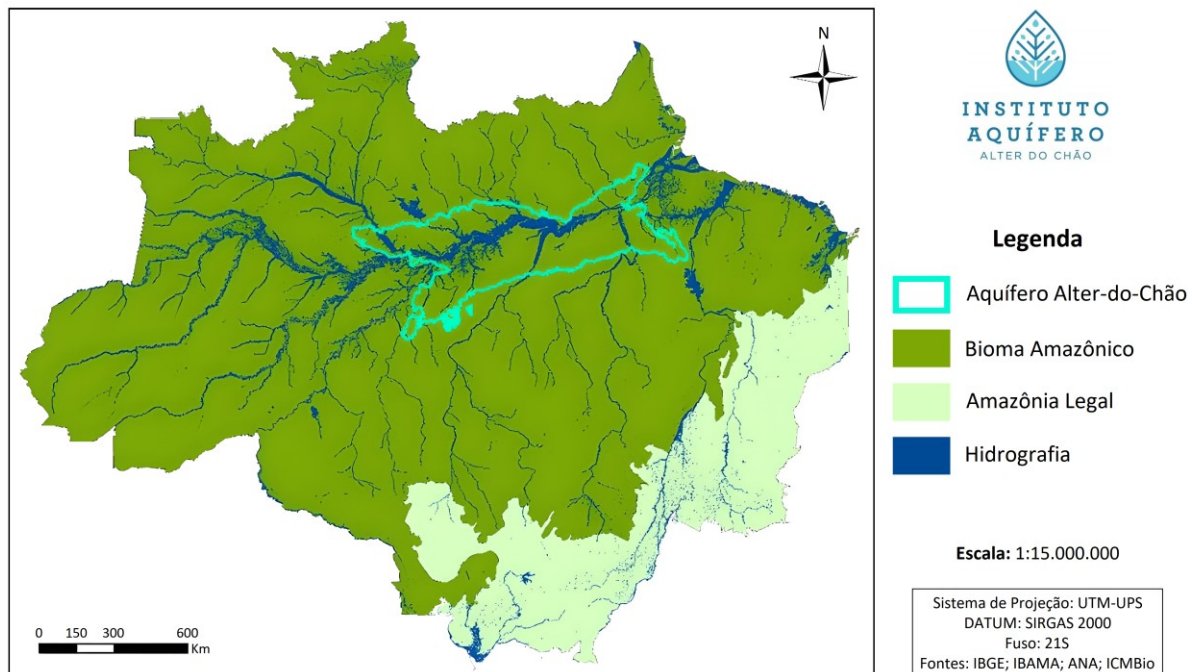 N
0 150 300 600
Km
INSTITUTO
AQUÍFERO
ALTER DO CHÃO
Legenda
Aquífero Alter-do-Chão
Bioma Amazônico
Amazônia Legal
Hidrografia
Escala: 1:15.000.000
Sistema de Projeção: UTM-UPS
DATUM: SIRGAS 2000
Fuso: 21S
Fontes: IBGE; IBAMA; ANA; ICMBio